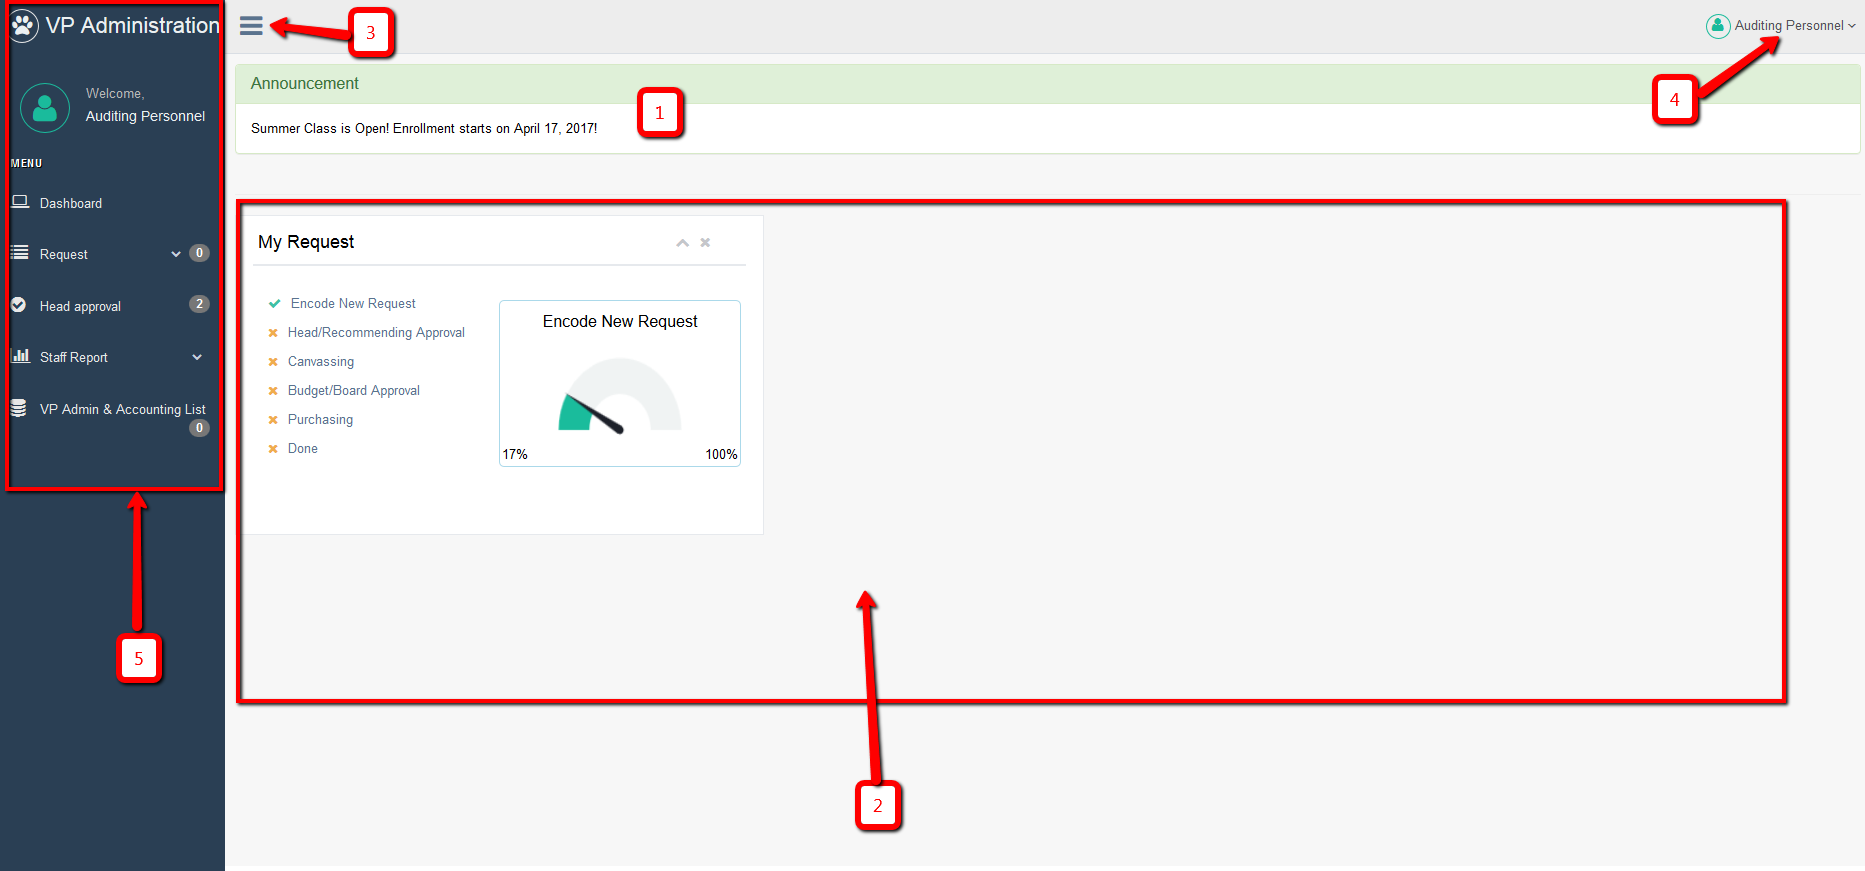 VP Administration
3
Auditing Personnel
4
Announcement
1
Summer Class is Open! Enrollment starts on April 17, 2017!
Welcome,
Auditing Personnel
MENU
Dashboard
Request 0
Head approval 2
Staff Report
VP Admin & Accounting List
0
5
My Request
Encode New Request
Head/Recommending Approval
Canvassing
Budget/Board Approval
Purchasing
Done
Encode New Request
17% 100%
2